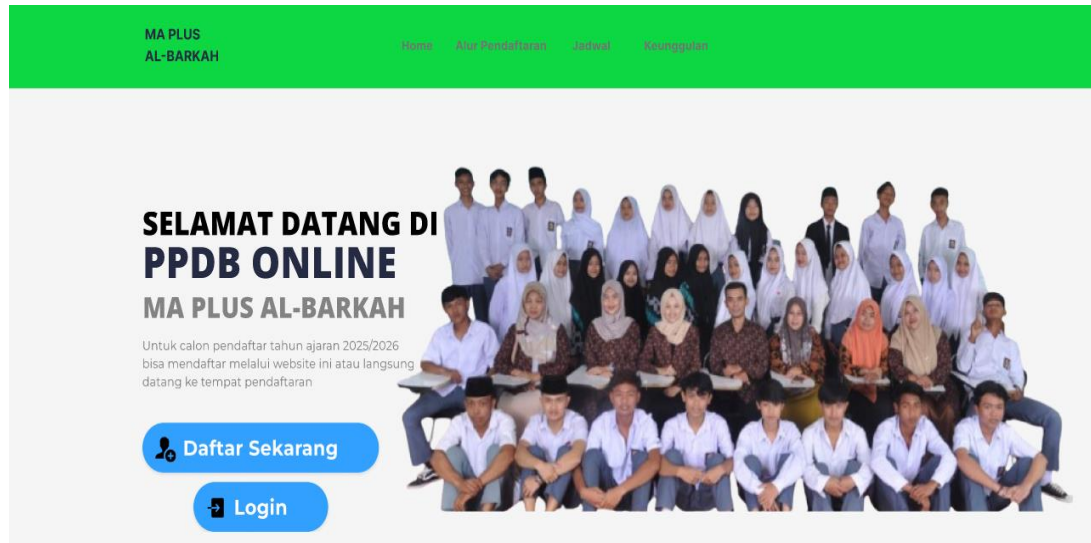 MA PLUS
AL-BARKAH
Home Alur Pendaftaran Jadwal Keunggulan
SELAMAT DATANG DI
PPDB ONLINE
MA PLUS AL-BARKAH
Untuk calon pendaftar tahun ajaran 2025/2026
bisa mendaftar melalui website ini atau langsung
datang ke tempat pendaftaran
Daftar Sekarang
Login